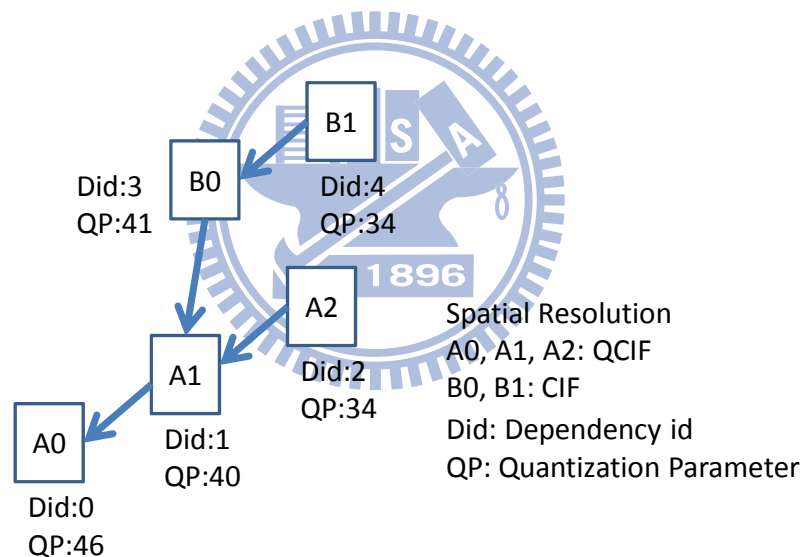 B1
B0
Did:3
QP:41
Did:4
QP:34
S
A
1896
A2
Did:2
QP:34
A1
Did:1
QP:40
A0
Did:0
QP:46
Spatial Resolution
A0, A1, A2: QCIF
B0, B1: CIF
Did: Dependency id
QP: Quantization Parameter